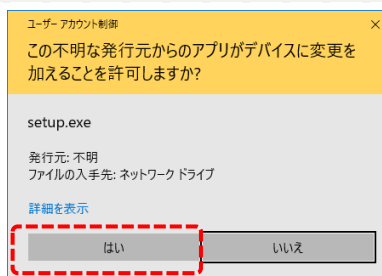 ユーザー アカウント制御
この不明な発行元からのアプリがデバイスに変更を
加えることを許可しますか?
setup.exe
発行元: 不明
ファイルの入手先: ネットワーク ドライブ
詳細を表示
はい
いいえ